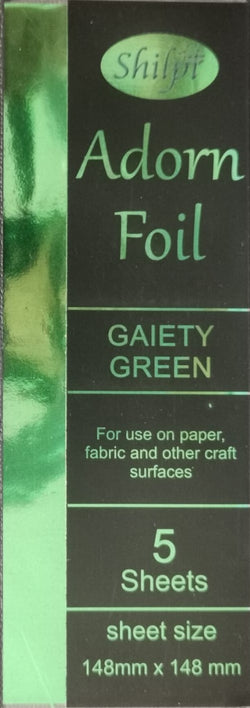 Shilpi
Adorn
Foil
GAIETY
GREEN
For use on paper,
fabric and other craft
surfaces
5
Sheets
sheet size
148mm x 148 mm